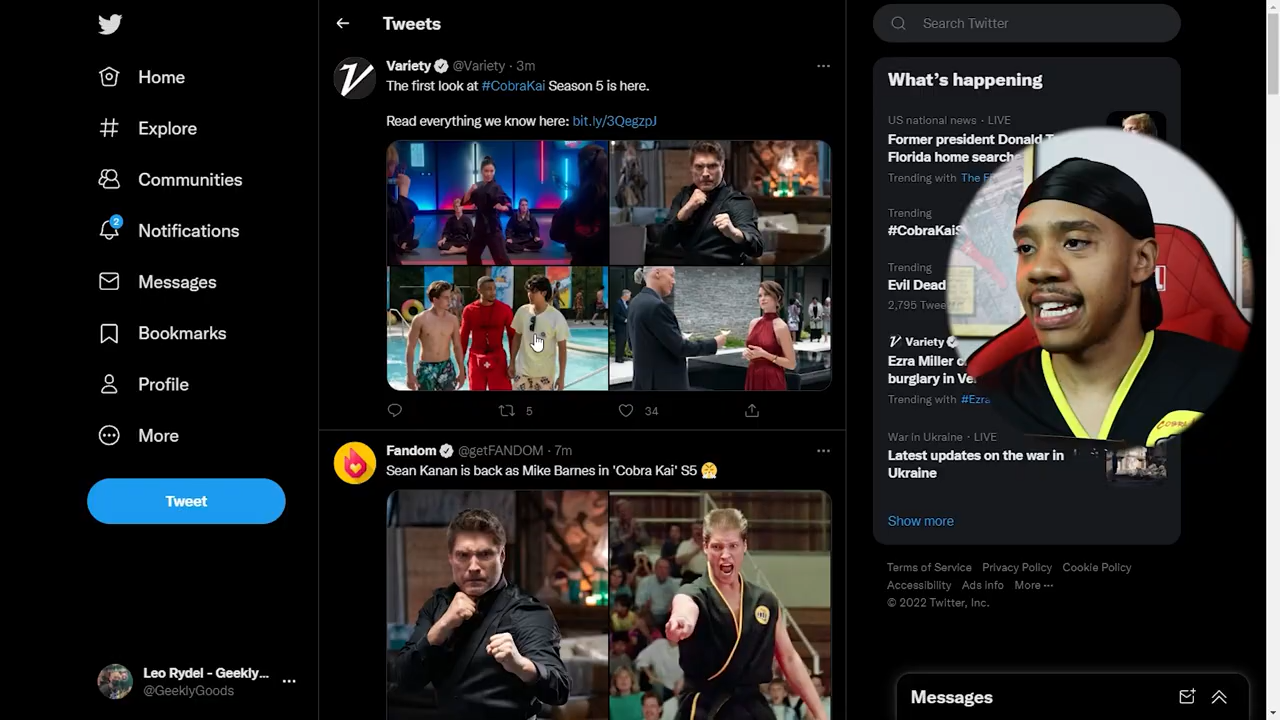 Home
Explore
Communities
2
Notifications
Messages
Bookmarks
Profile
More
Tweet
Leo Rydel - Geekly...
@GeeklyGoods
Tweets
Variety @Variety · 3m
The first look at #CobraKai Season 5 is here.
Read everything we know here: bit.ly/3QegzpJ
5
34
Fandom @getFANDOM · 7m
Sean Kanan is back as Mike Barnes in 'Cobra Kai' S5
Search Twitter
What's happening
US national news · LIVE
Former president Donald
Florida home search
Trending with The
Trending
Trending
Evil Dead
2,795
Variety
Ezra Miller
burglary in
Trending with
War in Ukraine · LIVE
Latest updates on the war in
Ukraine
Show more
Terms of Service Privacy Policy Cookie Policy
Accessibility Ads info More ···
© 2022 Twitter, Inc.
Messages